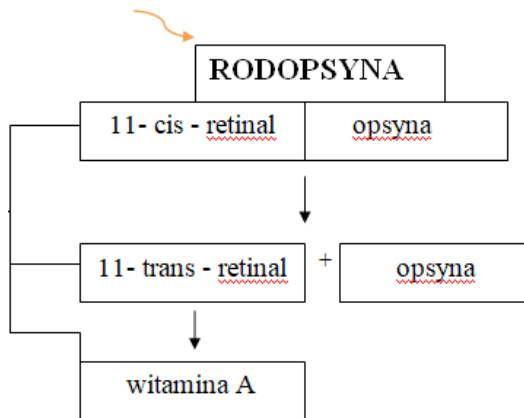 RODOPSYNA
11- cis - retinal opsyna
11- trans - retinal + opsyna
witamina A